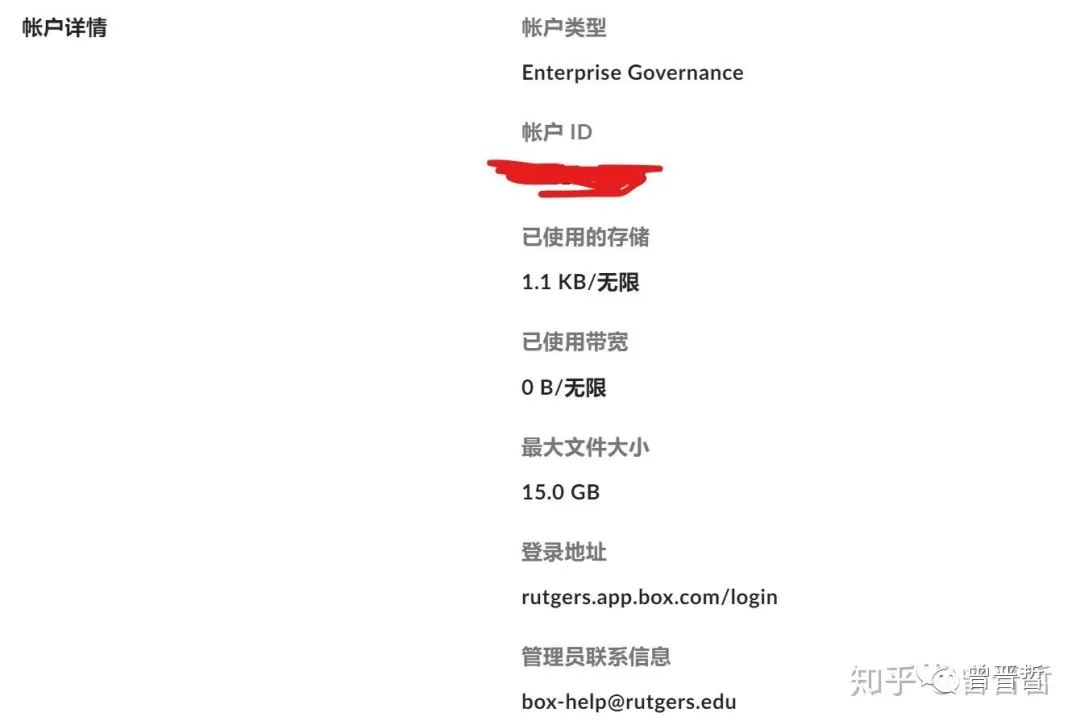 帐户详情
帐户类型
Enterprise Governance
帐户 ID
已使用的存储
1.1 KB/无限
已使用带宽
0 B/无限
最大文件大小
15.0 GB
登录地址
rutgers.app.box.com/login
管理员联系信息
box-help@rutgers.edu
知乎 曾晋哲